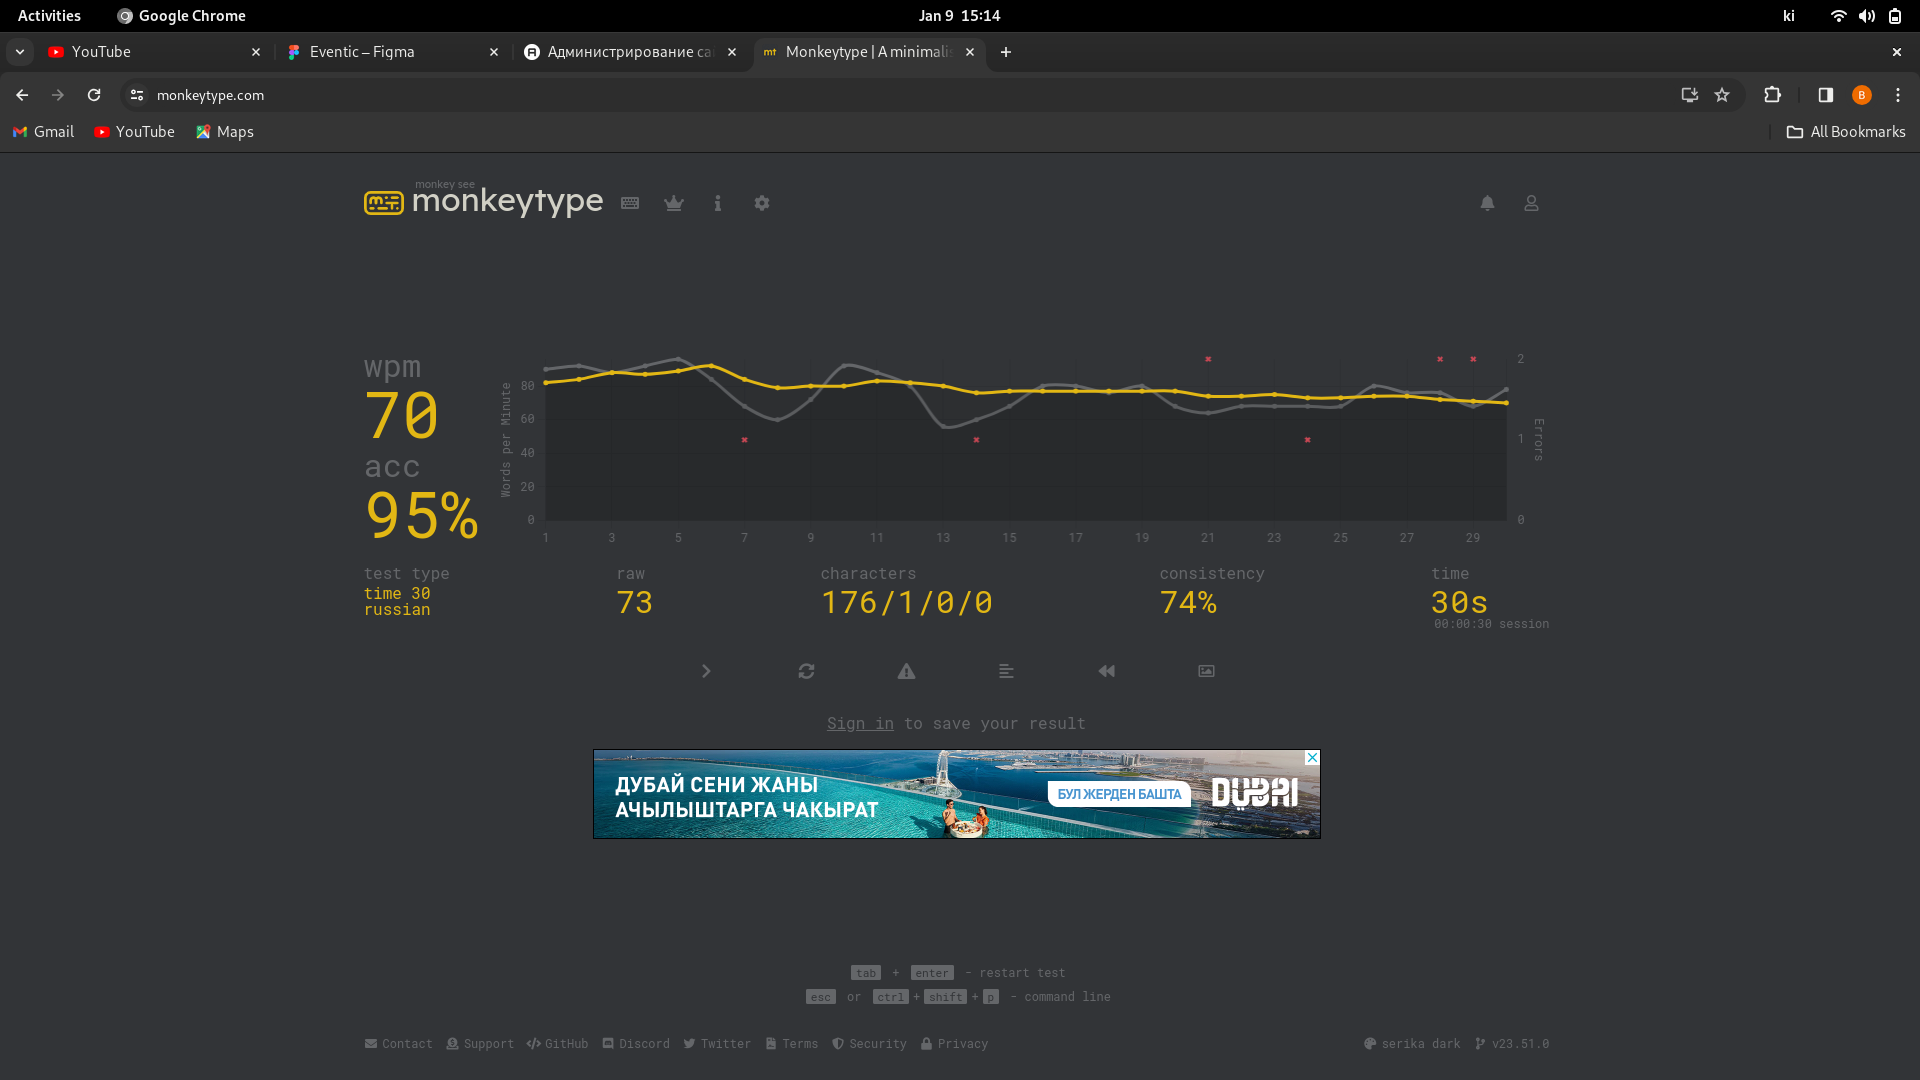 Activities
Google Chrome
Jan 9 15:14
ki
YouTube
Eventic – Figma
Администрирование са
Monkeytype | A minimalis
monkeytype.com
B
Gmail
YouTube
Maps
All Bookmarks
monkey see
monkeytype
wpm
70
acc
95%
Words per Minute
80
60
40
20
0
2
1
0
Errors
1 3 5 7 9 11 13 15 17 19 21 23 25 27 29
test type
time 30
russian
raw
73
characters
176/1/0/0
consistency
74%
time
30s
00:00:30 session
Sign in to save your result
ДУБАЙ СЕНИ ЖАҢЫ
АЧЫЛЫШТАРГА ЧАКЫРАТ
БУЛ ЖЕРДЕН БАШТА
DUBAI
tab + enter - restart test
esc or ctrl + shift + p - command line
Contact Support GitHub Discord Twitter Terms Security Privacy
serika dark v23.51.0